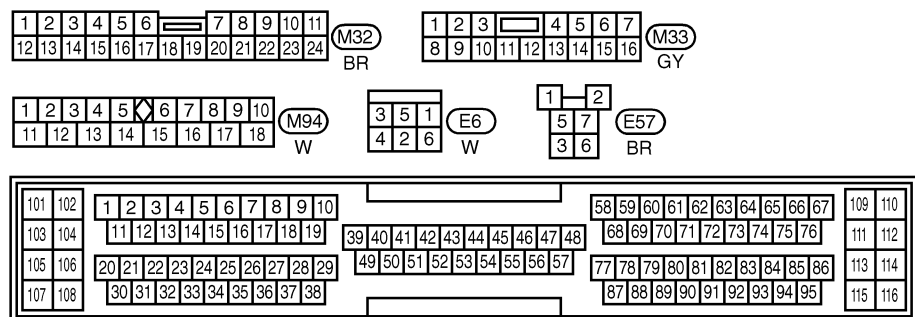 1 2 3 4 5 6 7 8 9 10 11
12 13 14 15 16 17 18 19 20 21 22 23 24
M32
BR
1 2 3 4 5 6 7
8 9 10 11 12 13 14 15 16
M33
GY
1 2 3 4 5 6 7 8 9 10
11 12 13 14 15 16 17 18
M94
W
3 5 1
4 2 6
E6
W
1 2
5 7
3 6
E57
BR
101 102
103 104
105 106
107 108
1 2 3 4 5 6 7 8 9 10
11 12 13 14 15 16 17 18 19
20 21 22 23 24 25 26 27 28 29
30 31 32 33 34 35 36 37 38
39 40 41 42 43 44 45 46 47 48
49 50 51 52 53 54 55 56 57
58 59 60 61 62 63 64 65 66 67
68 69 70 71 72 73 74 75 76
77 78 79 80 81 82 83 84 85 86
87 88 89 90 91 92 93 94 95
109 110
111 112
113 114
115 116